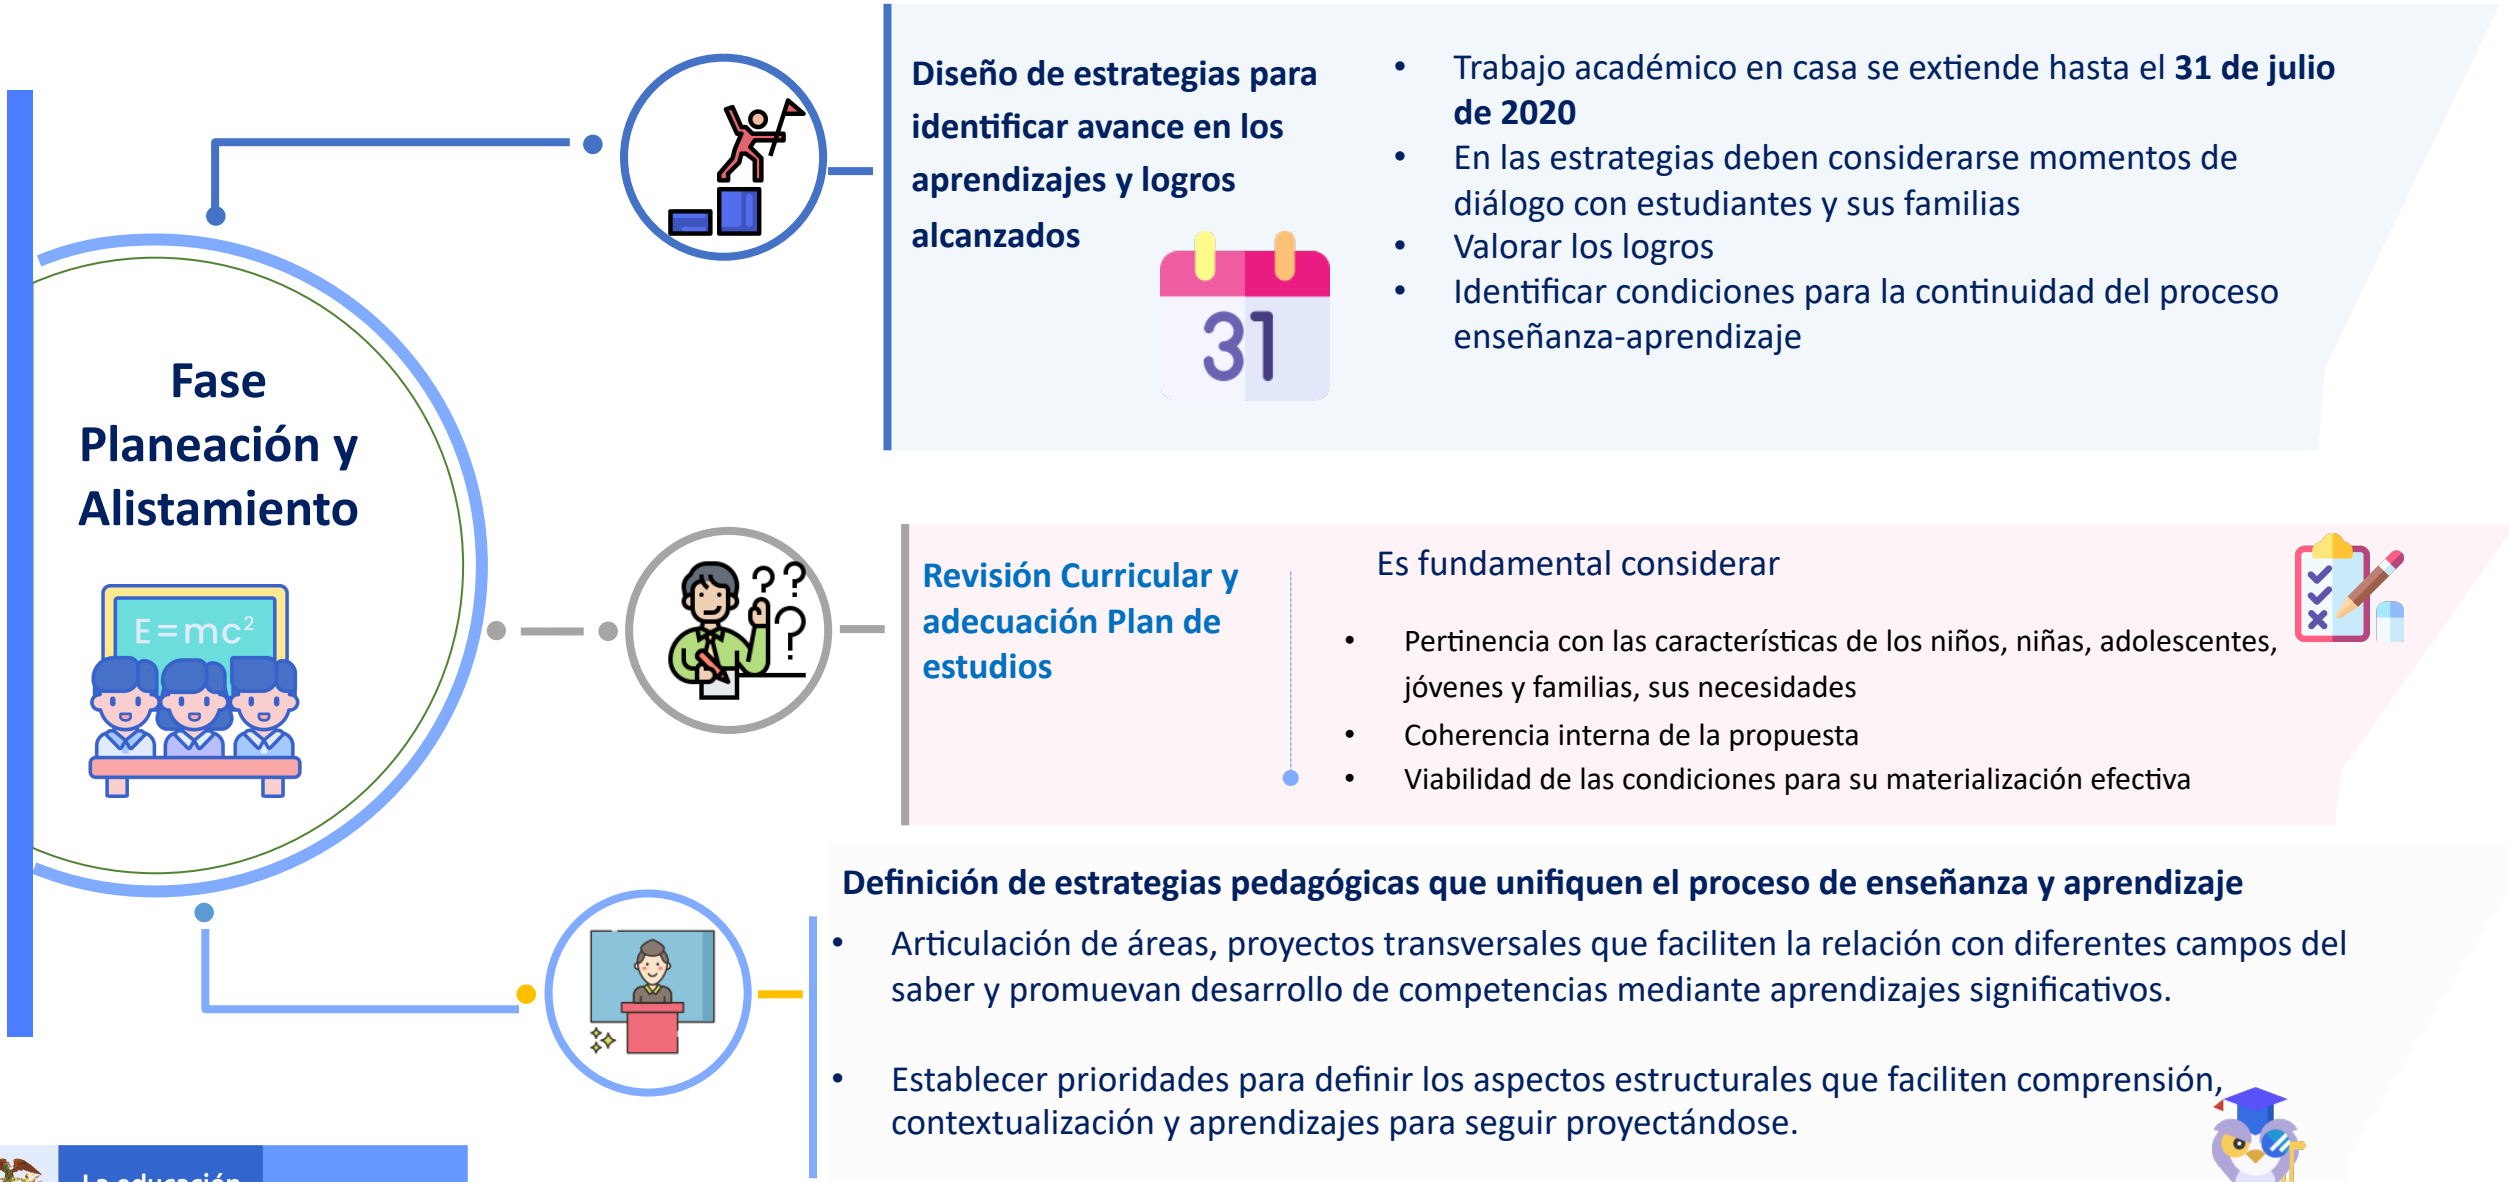 Fase
Planeación y
Alistamiento
E=mc²
Diseño de estrategias para
identificar avance en los
aprendizajes y logros
alcanzados
31
• Trabajo académico en casa se extiende hasta el 31 de julio
de 2020
• En las estrategias deben considerarse momentos de
diálogo con estudiantes y sus familias
• Valorar los logros
• Identificar condiciones para la continuidad del proceso
enseñanza-aprendizaje
? ?
?
Revisión Curricular y
adecuación Plan de
estudios
Es fundamental considerar
• Pertinencia con las características de los niños, niñas, adolescentes,
jóvenes y familias, sus necesidades
• Coherencia interna de la propuesta
• Viabilidad de las condiciones para su materialización efectiva
Definición de estrategias pedagógicas que unifiquen el proceso de enseñanza y aprendizaje
• Articulación de áreas, proyectos transversales que faciliten la relación con diferentes campos del
saber y promuevan desarrollo de competencias mediante aprendizajes significativos.
• Establecer prioridades para definir los aspectos estructurales que faciliten comprensión,
contextualización y aprendizajes para seguir proyectándose.
La educación